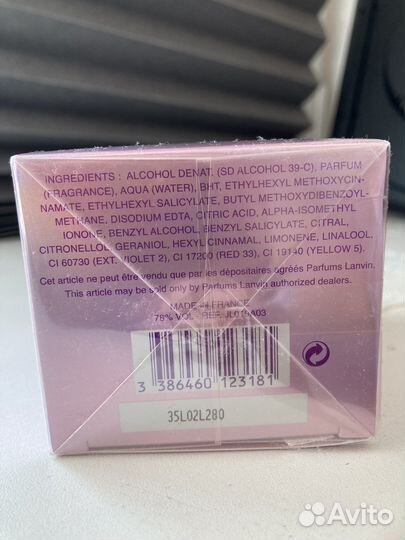 INGRÉDIENTS : ALCOHOL DENAT. (SD ALCOHOL 39-C), PARFUM
(FRAGRANCE), AQUA (WATER), BHT, ETHYLHEXYL METHOXYCIN-
NAMATE, ETHYLHEXYL SALICYLATE, BUTYL METHOXYDIBENZOYL-
METHANE, DISODIUM EDTA, CITRIC ACID, ALPHA-ISOMETHYL
IONONE, BENZYL ALCOHOL, BENZYL SALICYLATE, CITRAL,
CITRONELLOL, GERANIOL, HEXYL CINNAMAL, LIMONENE, LINALOOL,
CI 60730 (EXT. VIOLET 2), CI 17200 (RED 33), CI 19140 (YELLOW 5).
Cet article ne peut être vendu que par les dépositaires agréés Parfums Lanvin.
This article may be sold only by Parfums Lanvin authorized dealers.
MADE IN FRANCE
78% VOL - REF. JL019A03
3 386460 123181
35L02L280
Avito